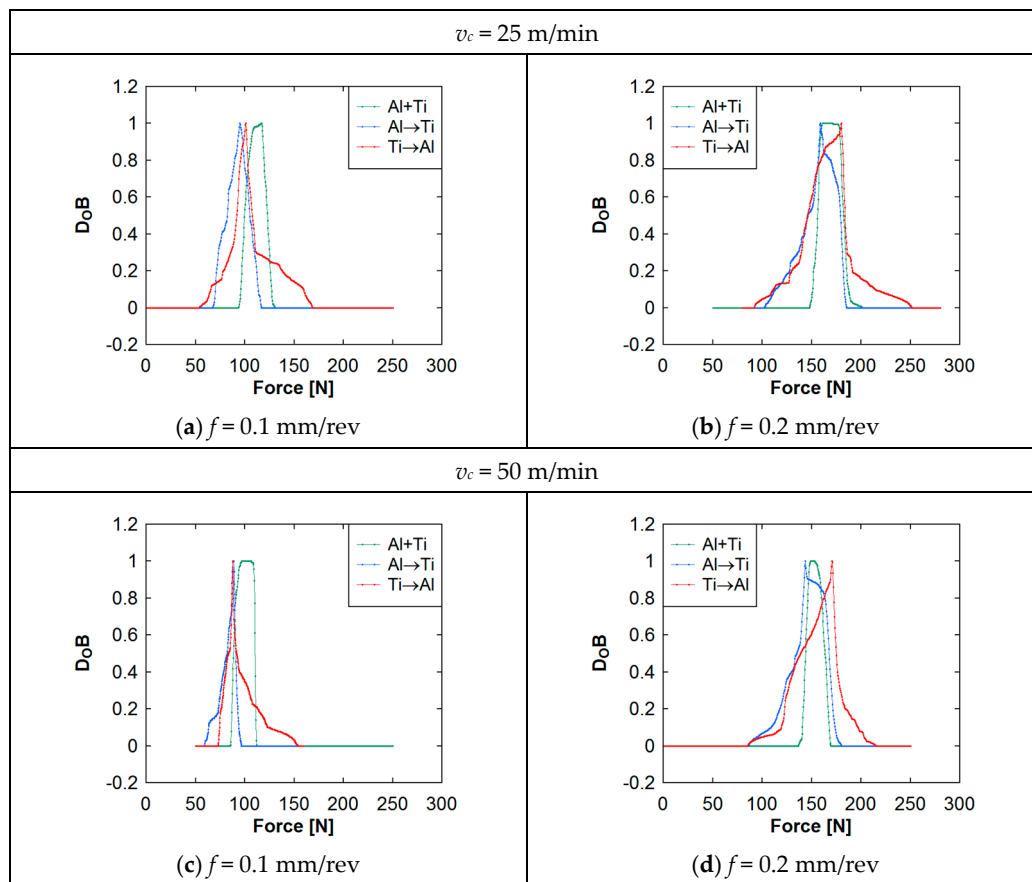 v_c = 25 m/min
1.2
1
0.8
0.6
0.4
0.2
0
-0.2
DoB
Al+Ti
Al→Ti
Ti→Al
0 50 100 150 200 250 300
Force [N]
(a) f = 0.1 mm/rev
1.2
1
0.8
0.6
0.4
0.2
0
-0.2
DoB
Al+Ti
Al→Ti
Ti→Al
0 50 100 150 200 250 300
Force [N]
(b) f = 0.2 mm/rev
v_c = 50 m/min
1.2
1
0.8
0.6
0.4
0.2
0
-0.2
DoB
Al+Ti
Al→Ti
Ti→Al
0 50 100 150 200 250 300
Force [N]
(c) f = 0.1 mm/rev
1.2
1
0.8
0.6
0.4
0.2
0
-0.2
DoB
Al+Ti
Al→Ti
Ti→Al
0 50 100 150 200 250 300
Force [N]
(d) f = 0.2 mm/rev